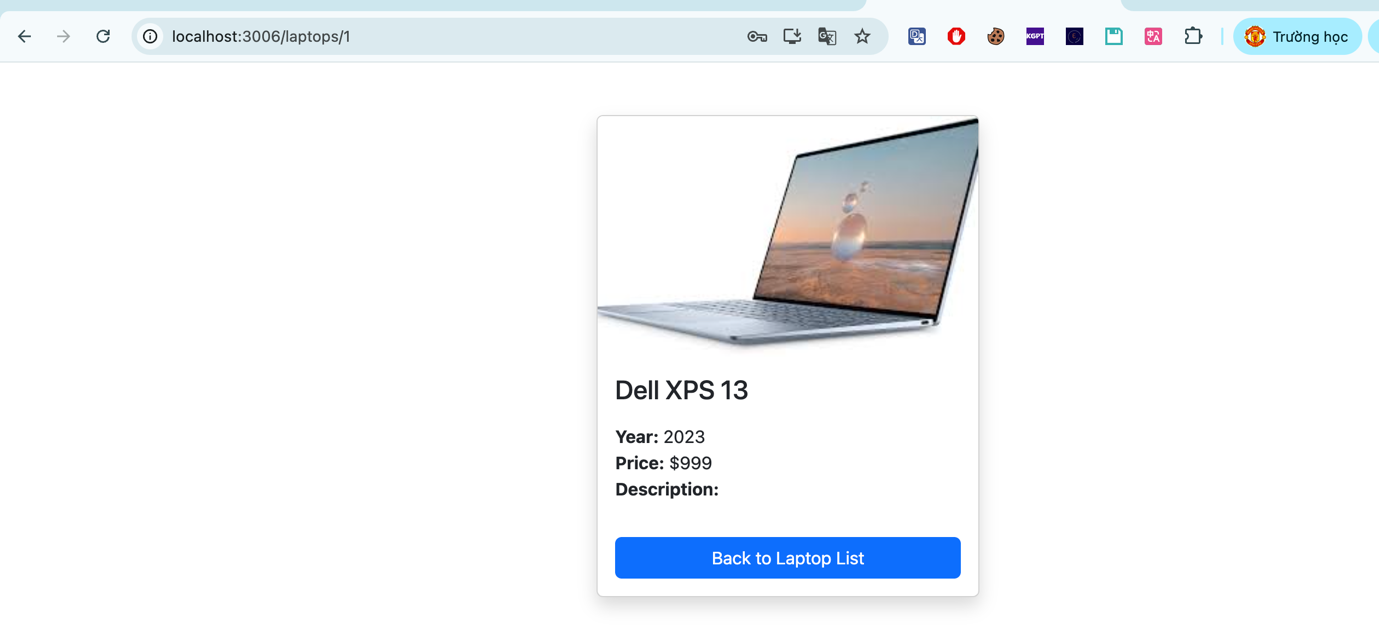 localhost:3006/laptops/1
KGPT
Trường học
Dell XPS 13
Year: 2023
Price: $999
Description:
Back to Laptop List